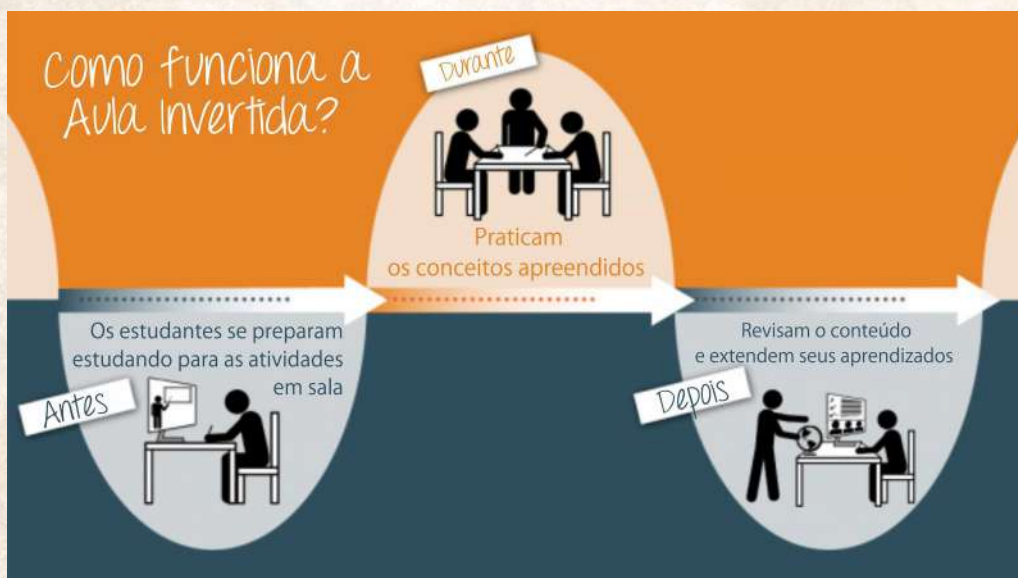 Como funciona a
Aula Invertida?
Durante
Praticam
os conceitos apreendidos
Os estudantes se preparam
estudando para as atividades
em sala
Antes
Revisam o conteúdo
e extendem seus aprendizados
Depois